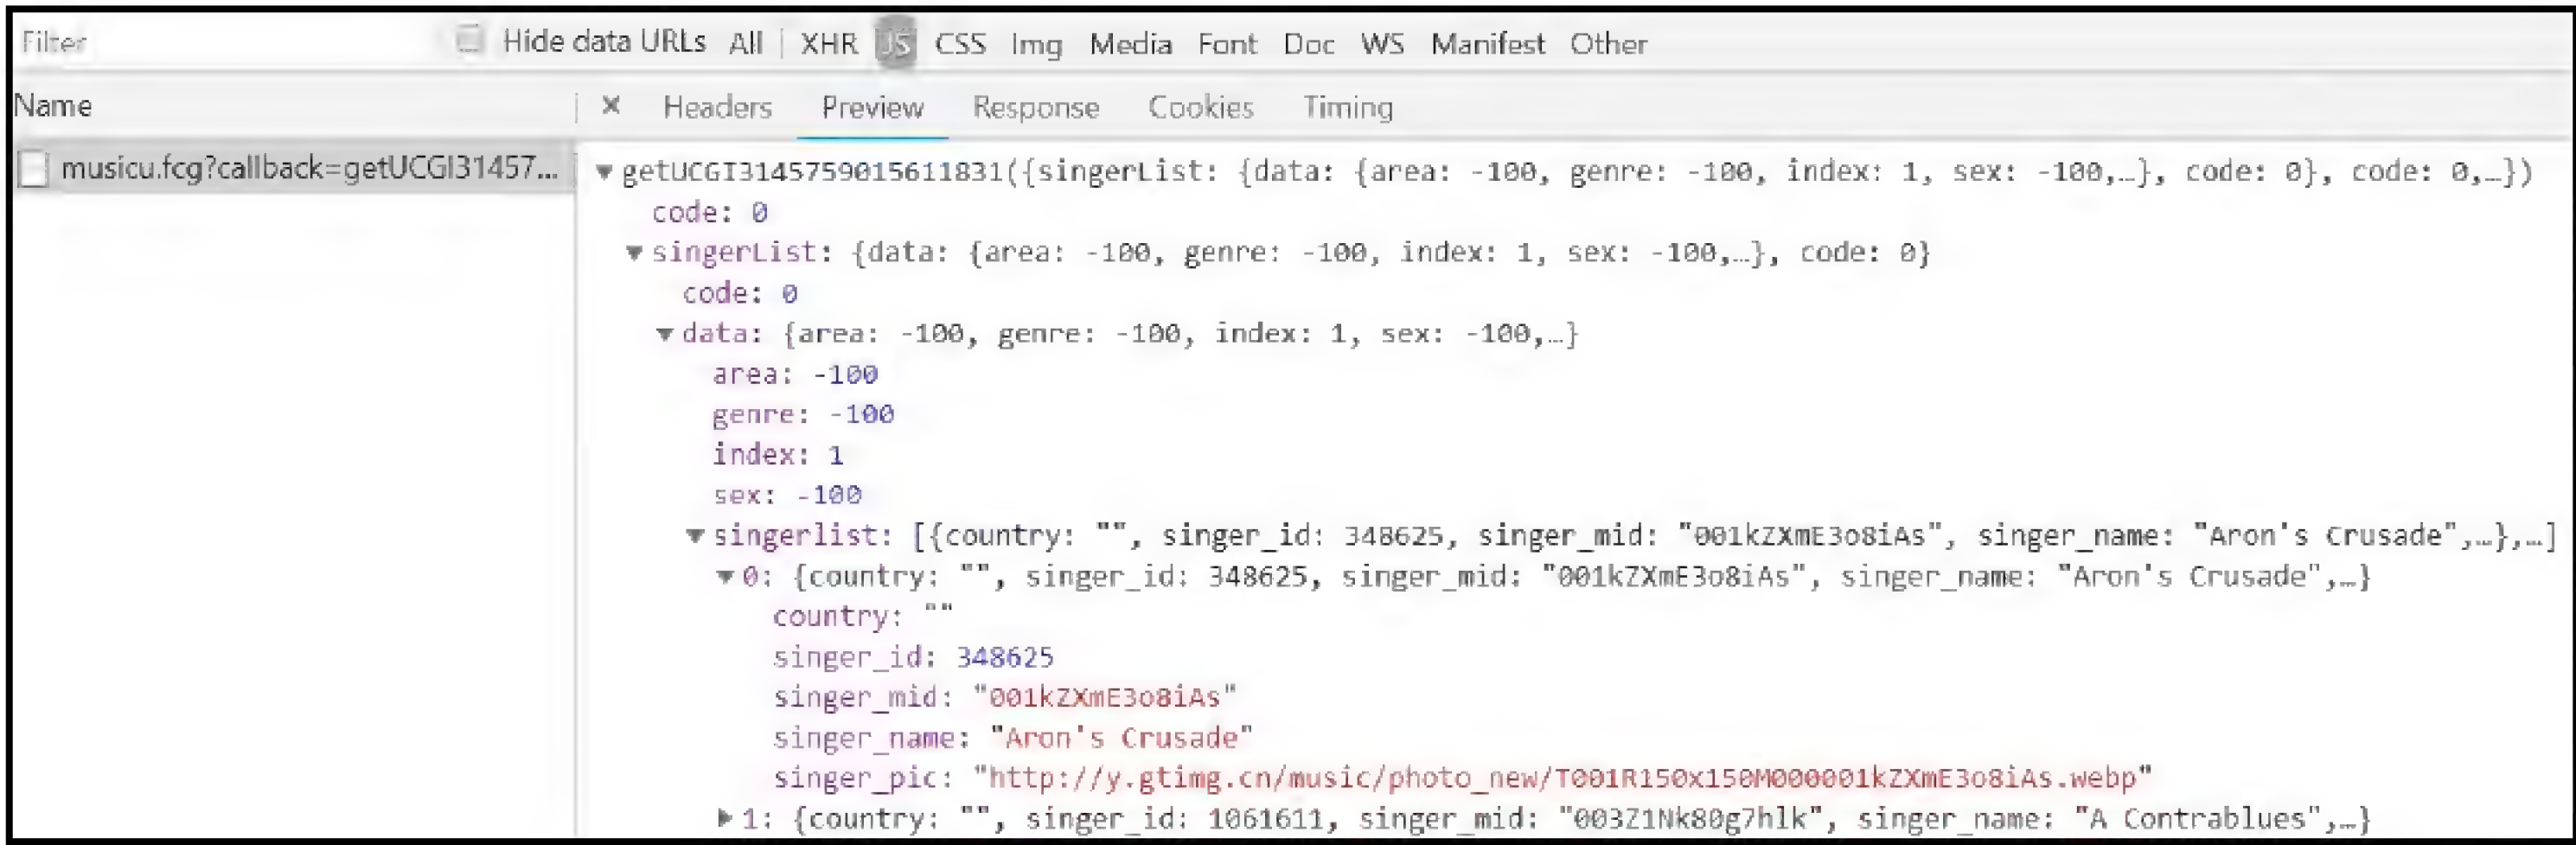 Filter Hide data URLs All XHR JS CSS Img Media Font Doc WS Manifest Other
Name × Headers Preview Response Cookies Timing
musicu.fcg?callback=getUCGI31457... ▼getUCGI3145759015611831({singerList: {data: {area: -100, genre: -100, index: 1, sex: -100,…}, code: 0}, code: 0,…})
code: 0
▼singerList: {data: {area: -100, genre: -100, index: 1, sex: -100,…}, code: 0}
code: 0
▼data: {area: -100, genre: -100, index: 1, sex: -100,…}
area: -100
genre: -100
index: 1
sex: -100
▼singerlist: [{country: "", singer_id: 348625, singer_mid: "001kZXmE3o8iAs", singer_name: "Aron's Crusade",…},…]
▼0: {country: "", singer_id: 348625, singer_mid: "001kZXmE3o8iAs", singer_name: "Aron's Crusade",…}
country: ""
singer_id: 348625
singer_mid: "001kZXmE3o8iAs"
singer_name: "Aron's Crusade"
singer_pic: "http://y.gtimg.cn/music/photo_new/T001R150x150M000001kZXmE3o8iAs.webp"
▶1: {country: "", singer_id: 1061611, singer_mid: "003Z1Nk80g7hlk", singer_name: "A Contrablues",…}